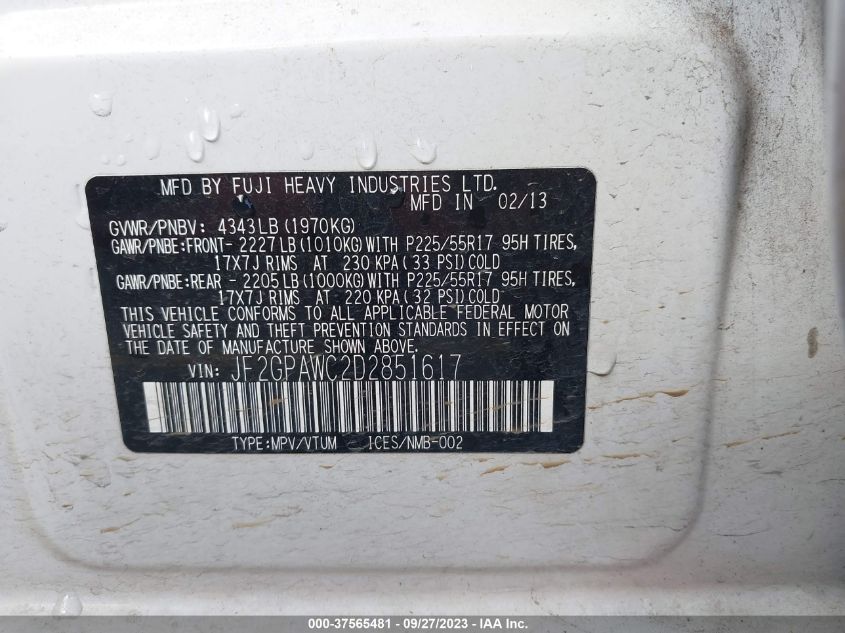 MFD BY FUJI HEAVY INDUSTRIES LTD.
MFD IN 02/13
GVWR/PNBV: 4343LB (1970KG)
GAWR/PNBE:FRONT- 2227LB (1010KG) WITH P225/55R17 95H TIRES,
17X7J RIMS AT 230 KPA (33 PSI) COLD
GAWR/PNBE:REAR - 2205LB (1000KG) WITH P225/55R17 95H TIRES,
17X7J RIMS AT 220 KPA (32 PSI) COLD
THIS VEHICLE CONFORMS TO ALL APPLICABLE FEDERAL MOTOR
VEHICLE SAFETY AND THEFT PREVENTION STANDARDS IN EFFECT ON
THE DATE OF MANUFACTURE SHOWN ABOVE.
VIN: JF2GPAWC2D2851617
TYPE:MPV/VTUM ICES/NMB-002
000-37565481 - 09/27/2023 - IAA Inc.